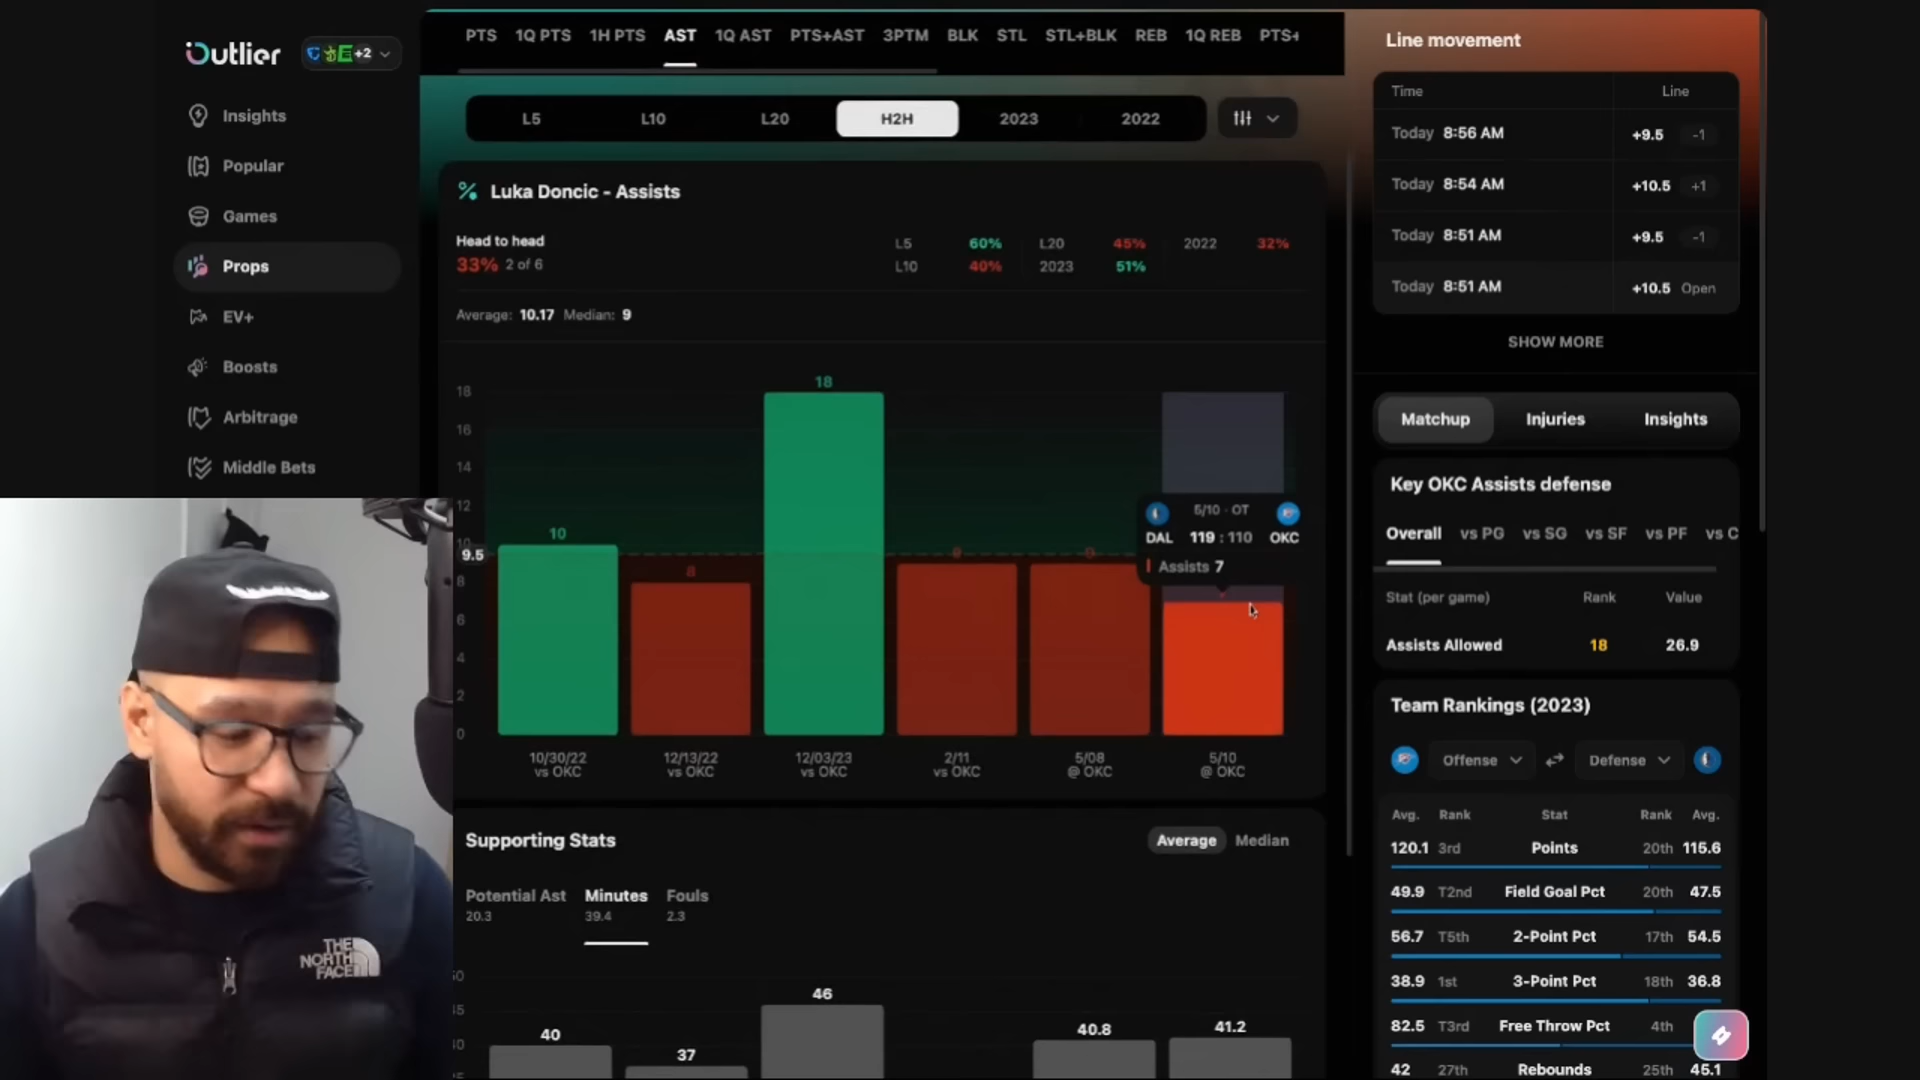 Outlier
+2
Insights
Popular
Games
Props
EV+
Boosts
Arbitrage
Middle Bets
PTS 1Q PTS 1H PTS AST 1Q AST PTS+AST 3PTM BLK STL STL+BLK REB 1Q REB PTS+
L5 L10 L20 H2H 2023 2022
Luka Doncic - Assists
Head to head
33% 2 of 6
L5 60% L20 45% 2022 32%
L10 40% 2023 51%
Average: 10.17 Median: 9
18
16
14
12
10
9.5
8
6
4
2
0
10
8
18
9
9
5/10 · OT
DAL 119 : 110 OKC
Assists 7
10/30/22 12/13/22 12/03/23 2/11 5/08 5/10
vs OKC vs OKC vs OKC vs OKC @ OKC @ OKC
Supporting Stats
Average Median
Potential Ast Minutes Fouls
20.3 39.4 2.3
40
37
46
40.8
41.2
THE
NORTH
FACE
Line movement
Time Line
Today 8:56 AM +9.5 -1
Today 8:54 AM +10.5 +1
Today 8:51 AM +9.5 -1
Today 8:51 AM +10.5 Open
SHOW MORE
Matchup Injuries Insights
Key OKC Assists defense
Overall vs PG vs SG vs SF vs PF vs C
Stat (per game) Rank Value
Assists Allowed 18 26.9
Team Rankings (2023)
Offense Defense
Avg. Rank Stat Rank Avg.
120.1 3rd Points 20th 115.6
49.9 T2nd Field Goal Pct 20th 47.5
56.7 T5th 2-Point Pct 17th 54.5
38.9 1st 3-Point Pct 18th 36.8
82.5 T3rd Free Throw Pct 4th
42 27th Rebounds 25th 45.1